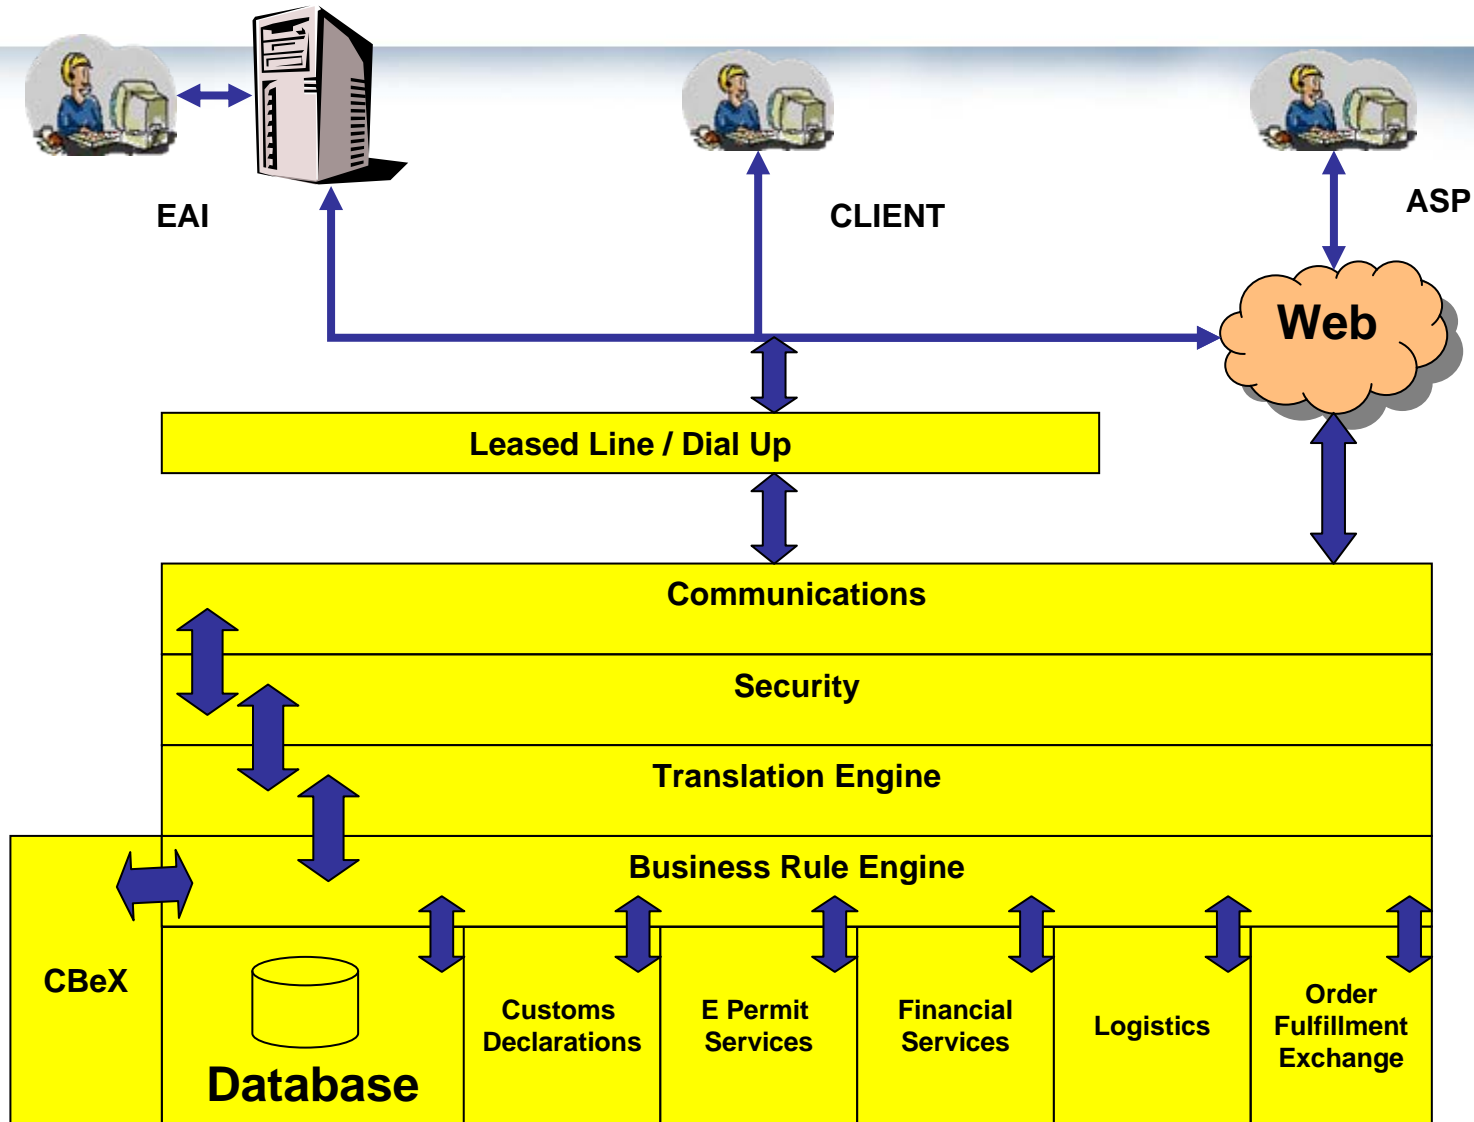 EAI
CLIENT
ASP
Web
Leased Line / Dial Up
Communications
Security
Translation Engine
Business Rule Engine
CBeX
Database
Customs
Declarations
E Permit
Services
Financial
Services
Logistics
Order
Fulfillment
Exchange